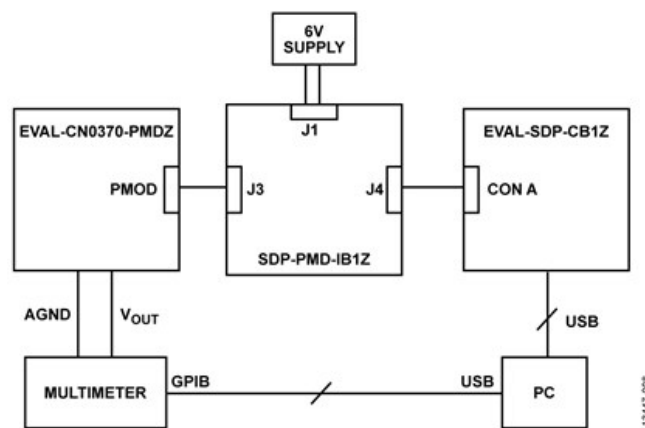 6V
SUPPLY
EVAL-CN0370-PMDZ
J1
EVAL-SDP-CB1Z
PMOD
J3
J4
CON A
SDP-PMD-IB1Z
AGND
VOUT
USB
MULTIMETER
GPIB
USB
PC